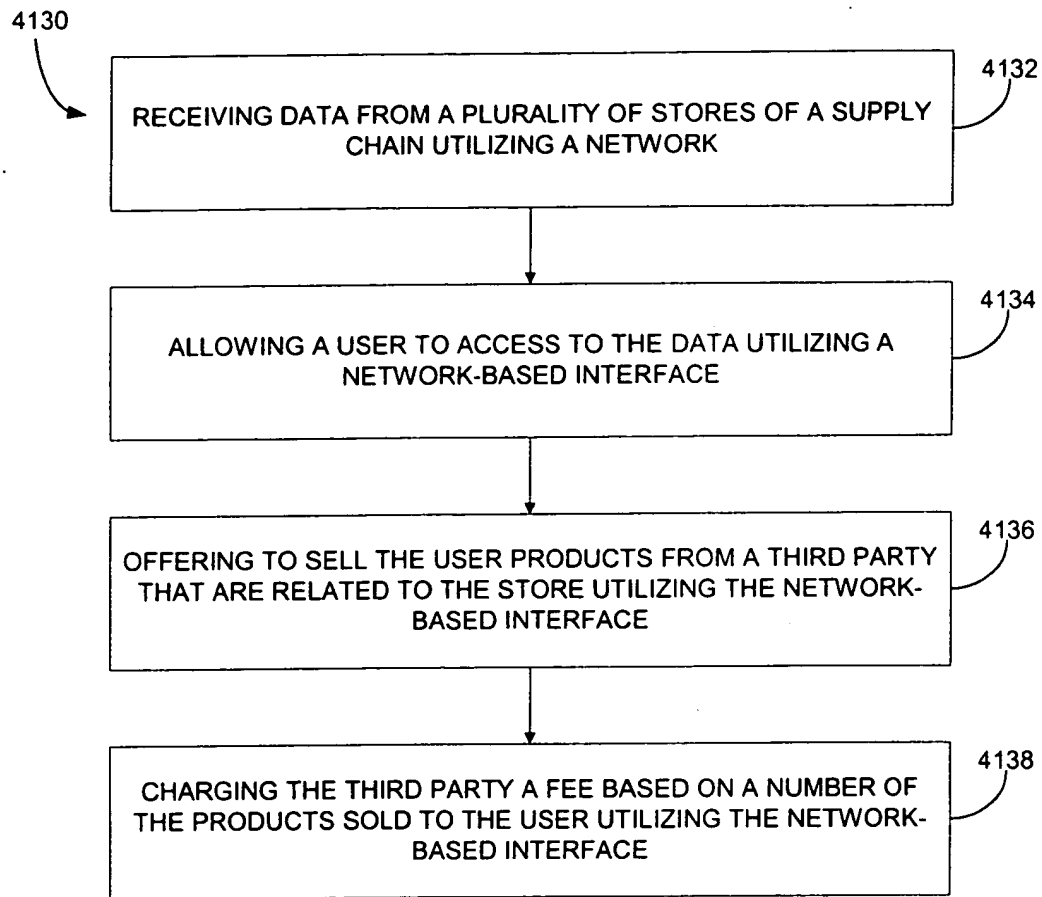 4130
4132
RECEIVING DATA FROM A PLURALITY OF STORES OF A SUPPLY
CHAIN UTILIZING A NETWORK
4134
ALLOWING A USER TO ACCESS TO THE DATA UTILIZING A
NETWORK-BASED INTERFACE
4136
OFFERING TO SELL THE USER PRODUCTS FROM A THIRD PARTY
THAT ARE RELATED TO THE STORE UTILIZING THE NETWORK-
BASED INTERFACE
4138
CHARGING THE THIRD PARTY A FEE BASED ON A NUMBER OF
THE PRODUCTS SOLD TO THE USER UTILIZING THE NETWORK-
BASED INTERFACE